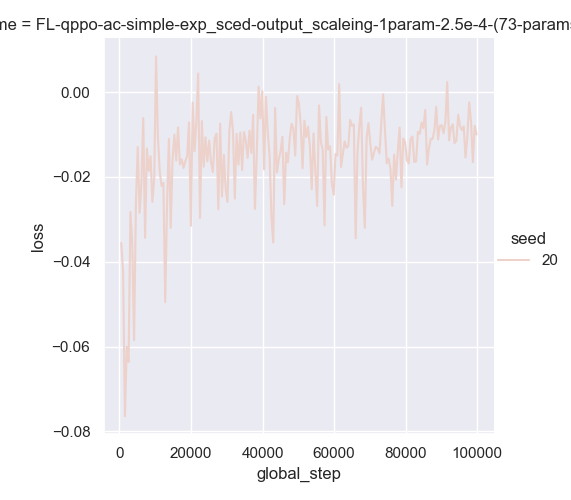 me = FL-qppo-ac-simple-exp_sced-output_scaleing-1param-2.5e-4-(73-params
0.00
−0.02
−0.04
−0.06
−0.08
loss
0 20000 40000 60000 80000 100000
global_step
seed
20